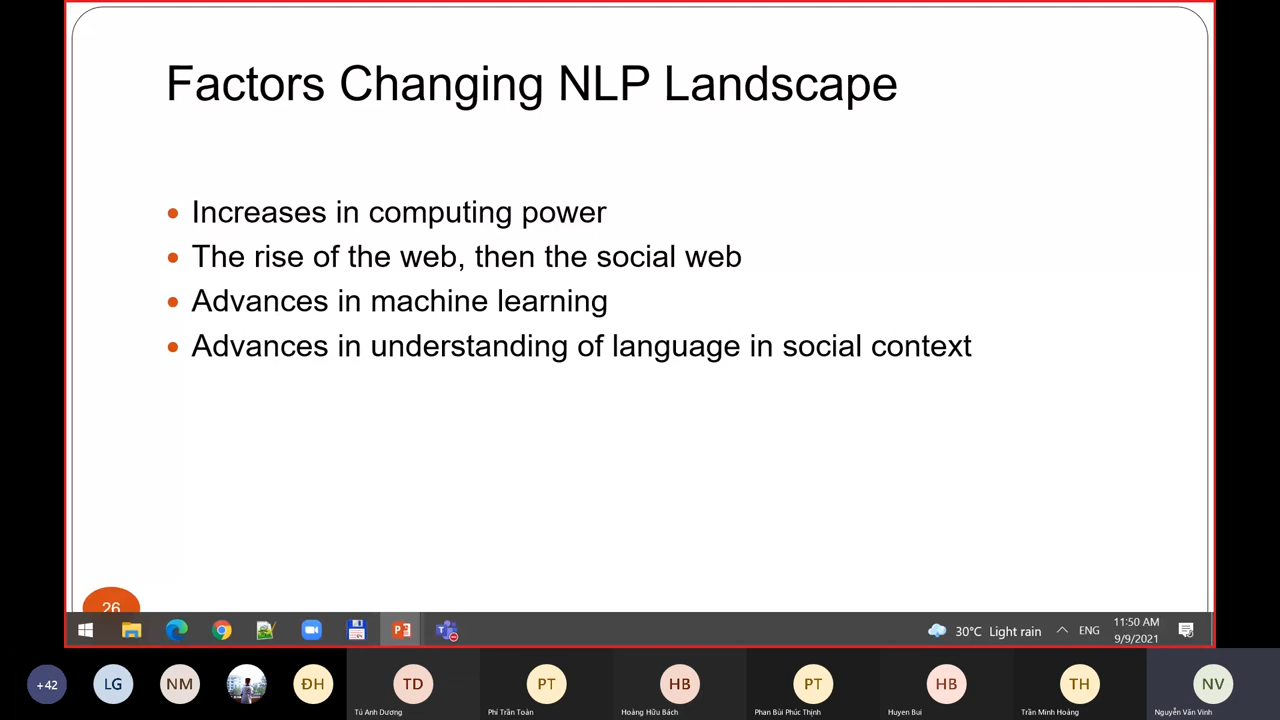 Factors Changing NLP Landscape
Increases in computing power
The rise of the web, then the social web
Advances in machine learning
Advances in understanding of language in social context
26
30°C Light rain
ENG
11:50 AM
9/9/2021
+42
LG
NM
ĐH
TD
PT
HB
PT
HB
TH
NV
Tú Anh Dương
Phí Trần Toàn
Hoàng Hữu Bách
Phan Bùi Phúc Thịnh
Huyen Bui
Trần Minh Hoàng
Nguyễn Văn Vinh